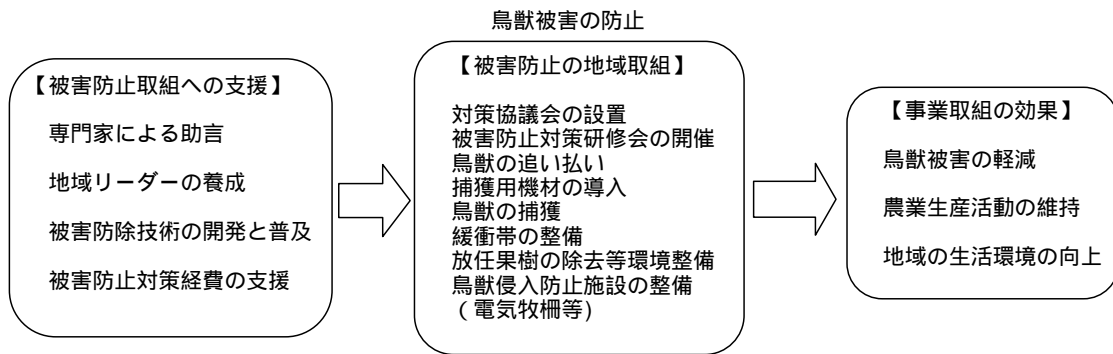 鳥獣被害の防止
【被害防止取組への支援】
専門家による助言
地域リーダーの養成
被害防除技術の開発と普及
被害防止対策経費の支援
【被害防止の地域取組】
対策協議会の設置
被害防止対策研修会の開催
鳥獣の追い払い
捕獲用機材の導入
鳥獣の捕獲
緩衝帯の整備
放任果樹の除去等環境整備
鳥獣侵入防止施設の整備
（電気牧柵等)
【事業取組の効果】
鳥獣被害の軽減
農業生産活動の維持
地域の生活環境の向上